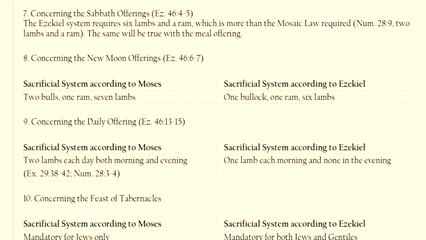 7. Concerning the Sabbath Offerings (Ez. 46:4-5)
The Ezekiel system requires six lambs and a ram, which is more than the Mosaic Law required (Num. 28:9, two
lambs and a ram). The same will be true with the meal offering.
8. Concerning the New Moon Offerings (Ez. 46:6-7)
Sacrificial System according to Moses Sacrificial System according to Ezekiel
Two bulls, one ram, seven lambs One bullock, one ram, six lambs
9. Concerning the Daily Offering (Ez. 46:13-15)
Sacrificial System according to Moses Sacrificial System according to Ezekiel
Two lambs each day both morning and evening One lamb each morning and none in the evening
(Ex. 29:38-42; Num. 28:3-4)
10. Concerning the Feast of Tabernacles
Sacrificial System according to Moses Sacrificial System according to Ezekiel
Mandatory for Jews only Mandatory for both Jews and Gentiles